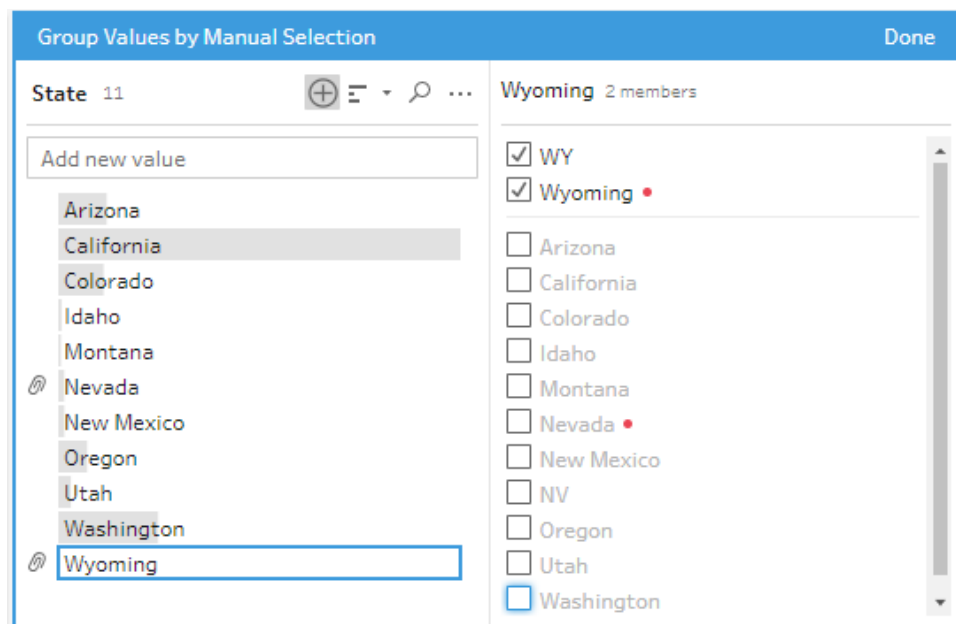 Group Values by Manual Selection Done
State 11
Add new value
Arizona
California
Colorado
Idaho
Montana
Nevada
New Mexico
Oregon
Utah
Washington
Wyoming
Wyoming 2 members
WY
Wyoming
Arizona
California
Colorado
Idaho
Montana
Nevada
New Mexico
NV
Oregon
Utah
Washington